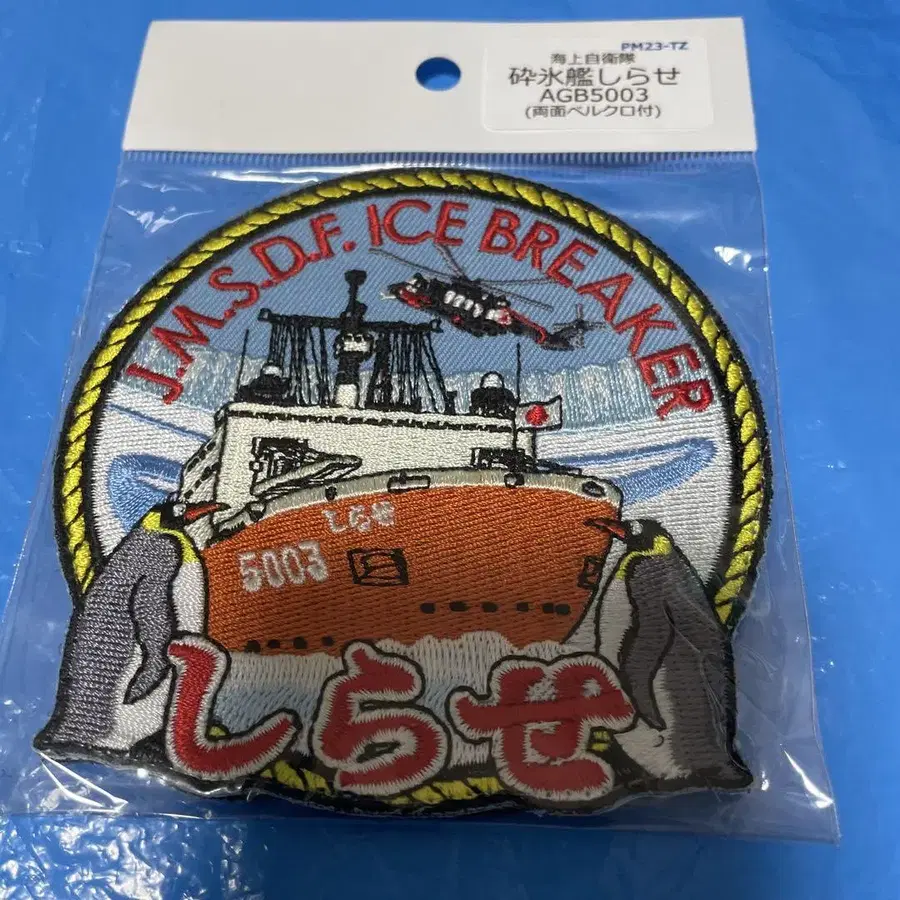 PM23-TZ
海上自衛隊
砕氷艦しらせ
AGB5003
(両面ベルクロ付)
J.M.S.D.F. ICE BREAKER
しらせ
5003
しらせ